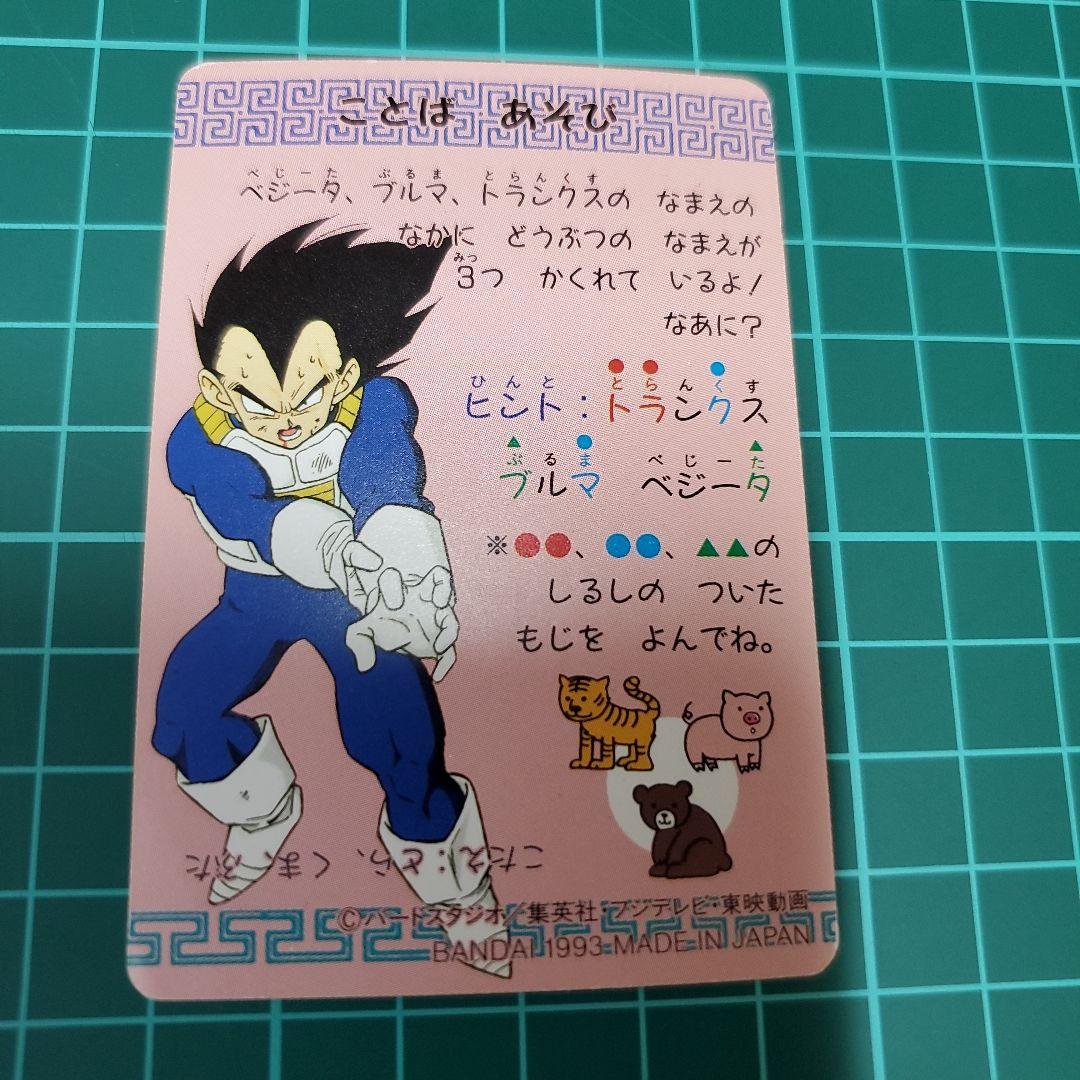 ことば あそび
べじーた ぶるま とらんくす
ベジータ、ブルマ、トランクスの なまえの
なかに どうぶつの なまえが
みっ
3つ かくれて いるよ!
なあに?
ひんと とらんくす
ヒント:トランクス
ぶるま べじーた
ブルマ ベジータ
※●●、●●、▲▲の
しるしの ついた
もじを よんでね。
こたえ:とら、くま、ぶた
©バードスタジオ/集英社・フジテレビ・東映動画
BANDAI 1993 MADE IN JAPAN